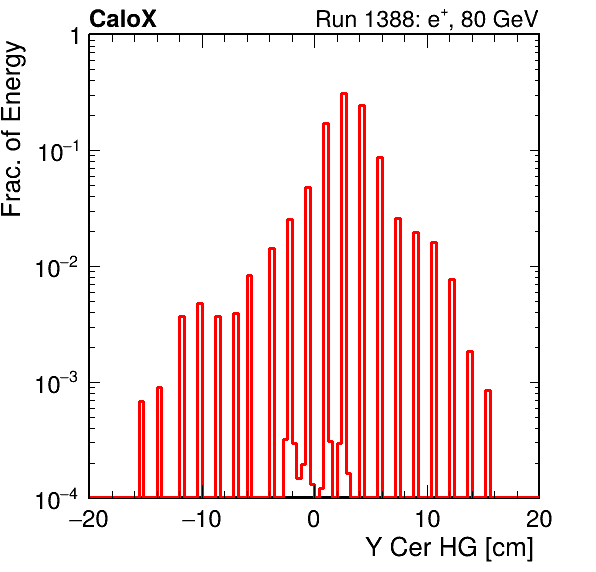 CaloX Run 1388: e⁺, 80 GeV
Frac. of Energy
1
10⁻¹
10⁻²
10⁻³
10⁻⁴
−20 −10 0 10 20
Y Cer HG [cm]